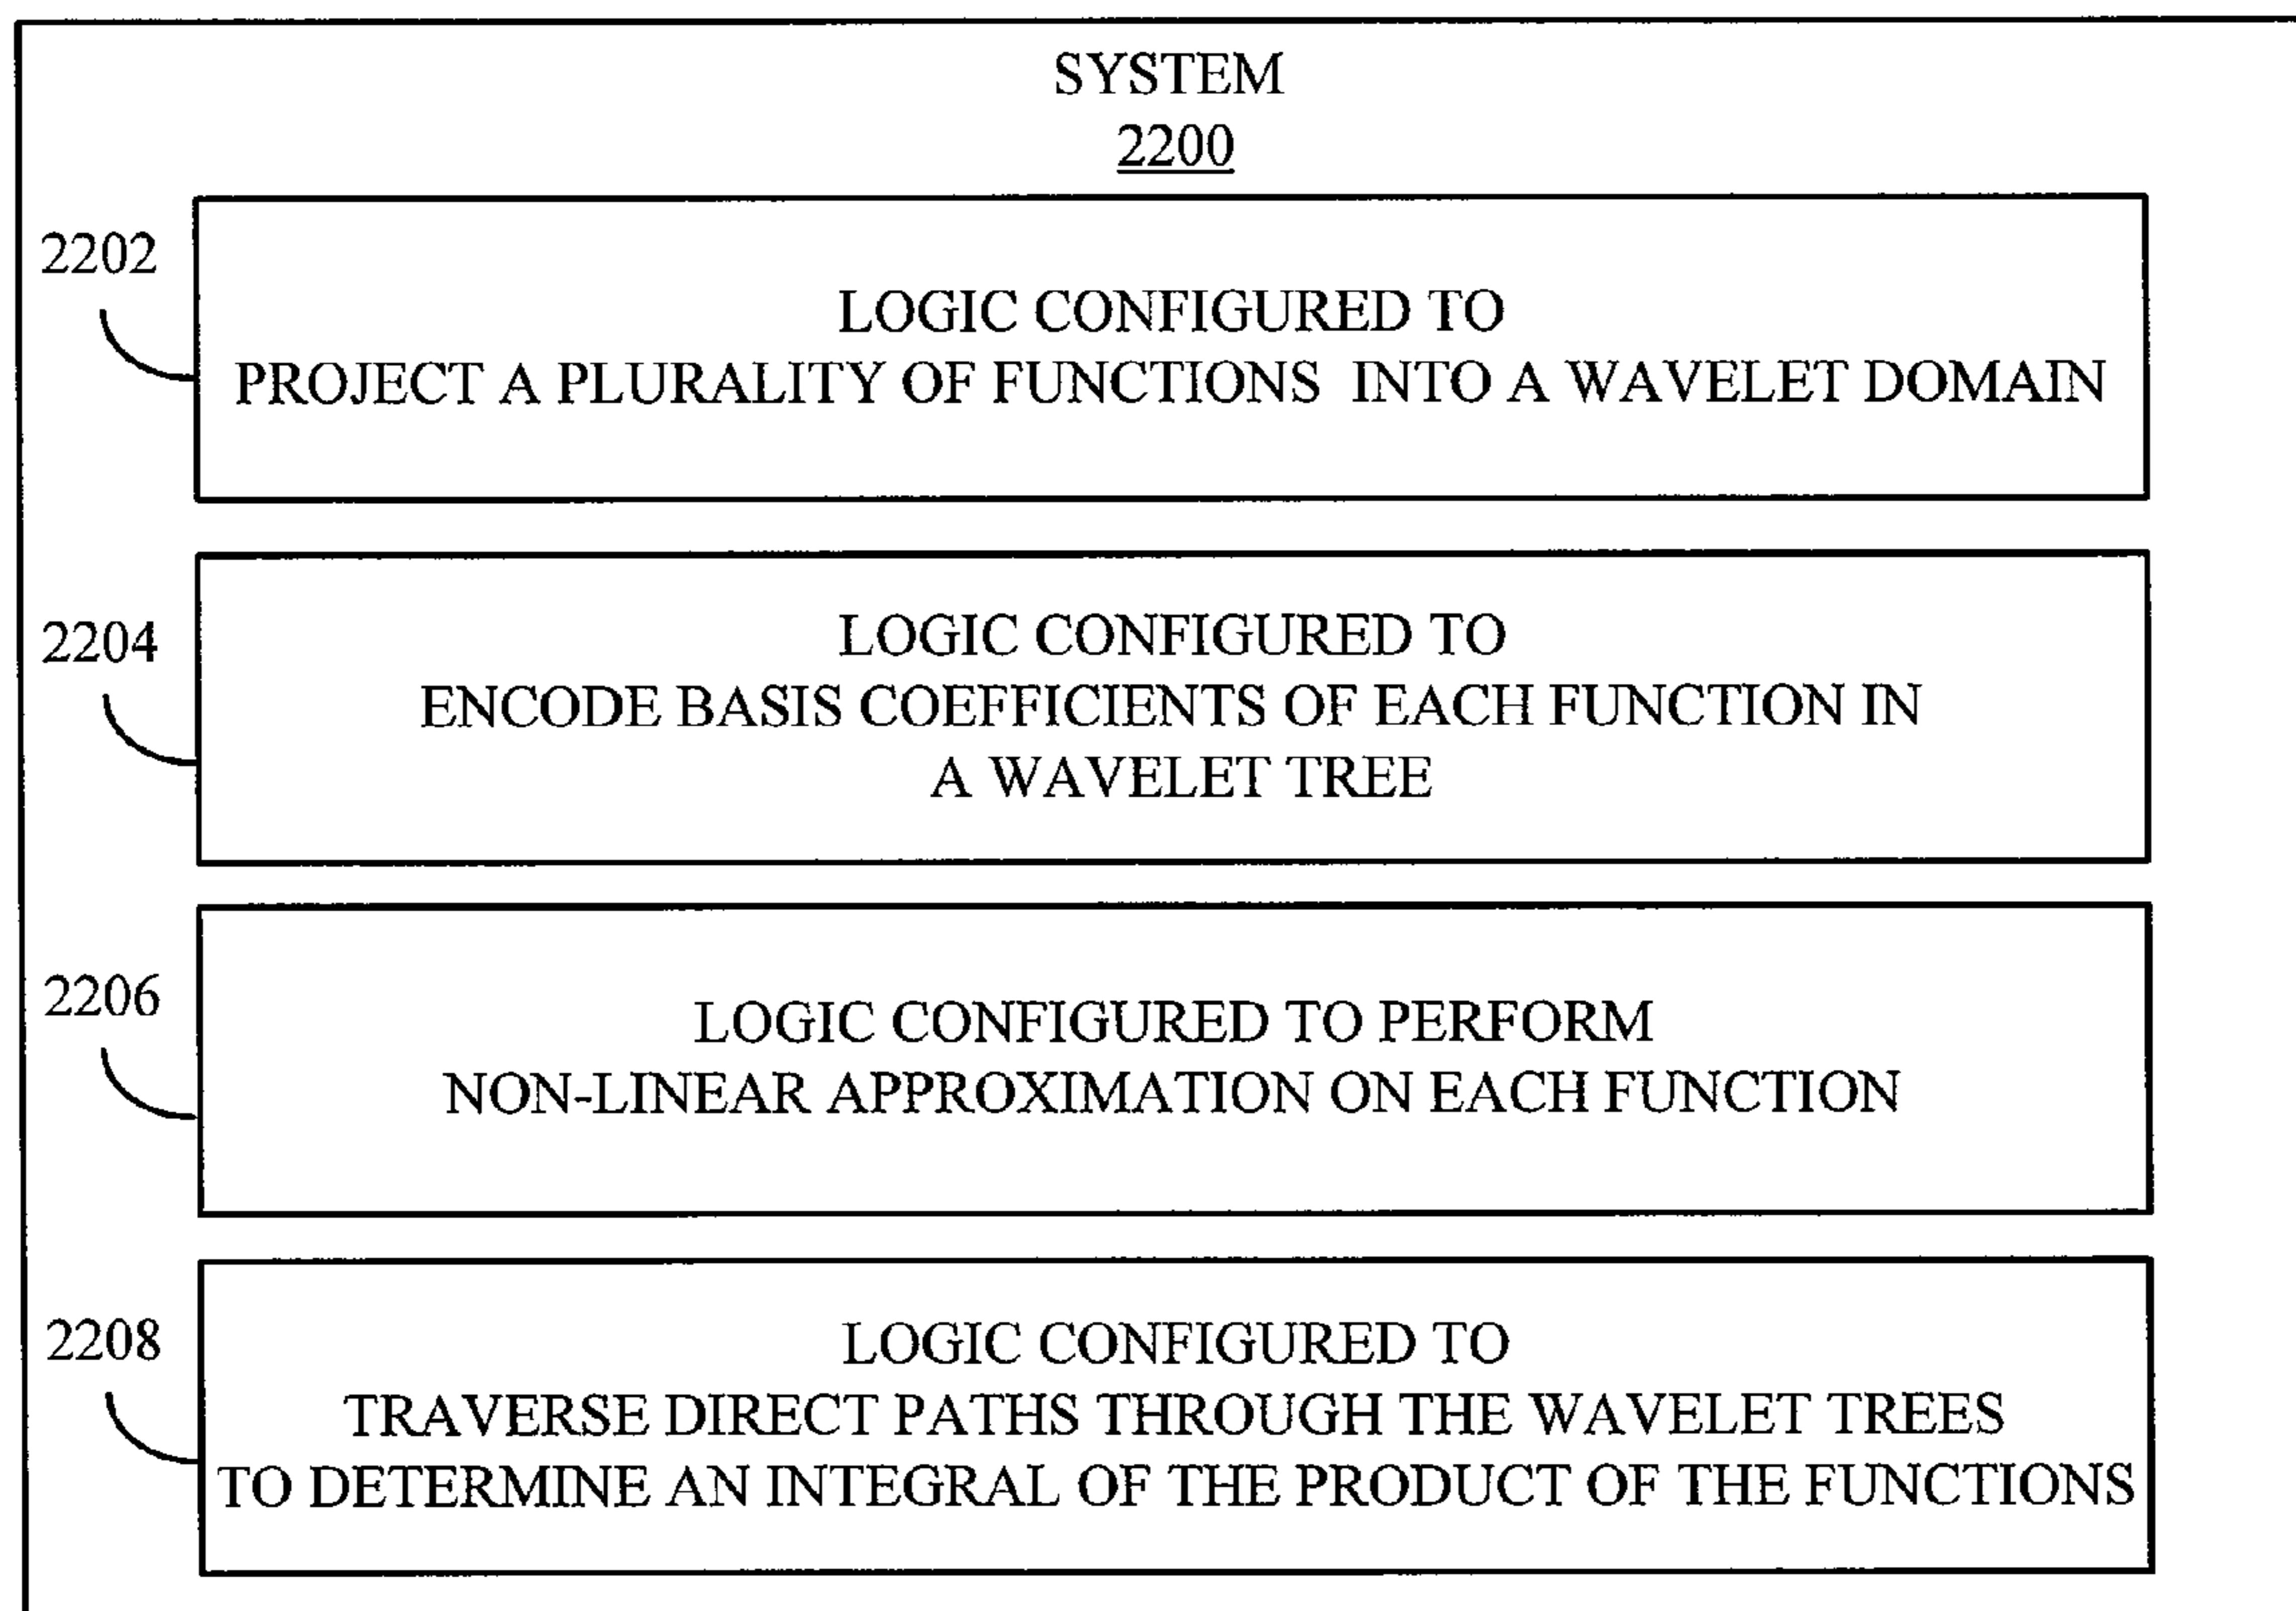 SYSTEM
2200
2202
LOGIC CONFIGURED TO
PROJECT A PLURALITY OF FUNCTIONS INTO A WAVELET DOMAIN
2204
LOGIC CONFIGURED TO
ENCODE BASIS COEFFICIENTS OF EACH FUNCTION IN
A WAVELET TREE
2206
LOGIC CONFIGURED TO PERFORM
NON-LINEAR APPROXIMATION ON EACH FUNCTION
2208
LOGIC CONFIGURED TO
TRAVERSE DIRECT PATHS THROUGH THE WAVELET TREES
TO DETERMINE AN INTEGRAL OF THE PRODUCT OF THE FUNCTIONS